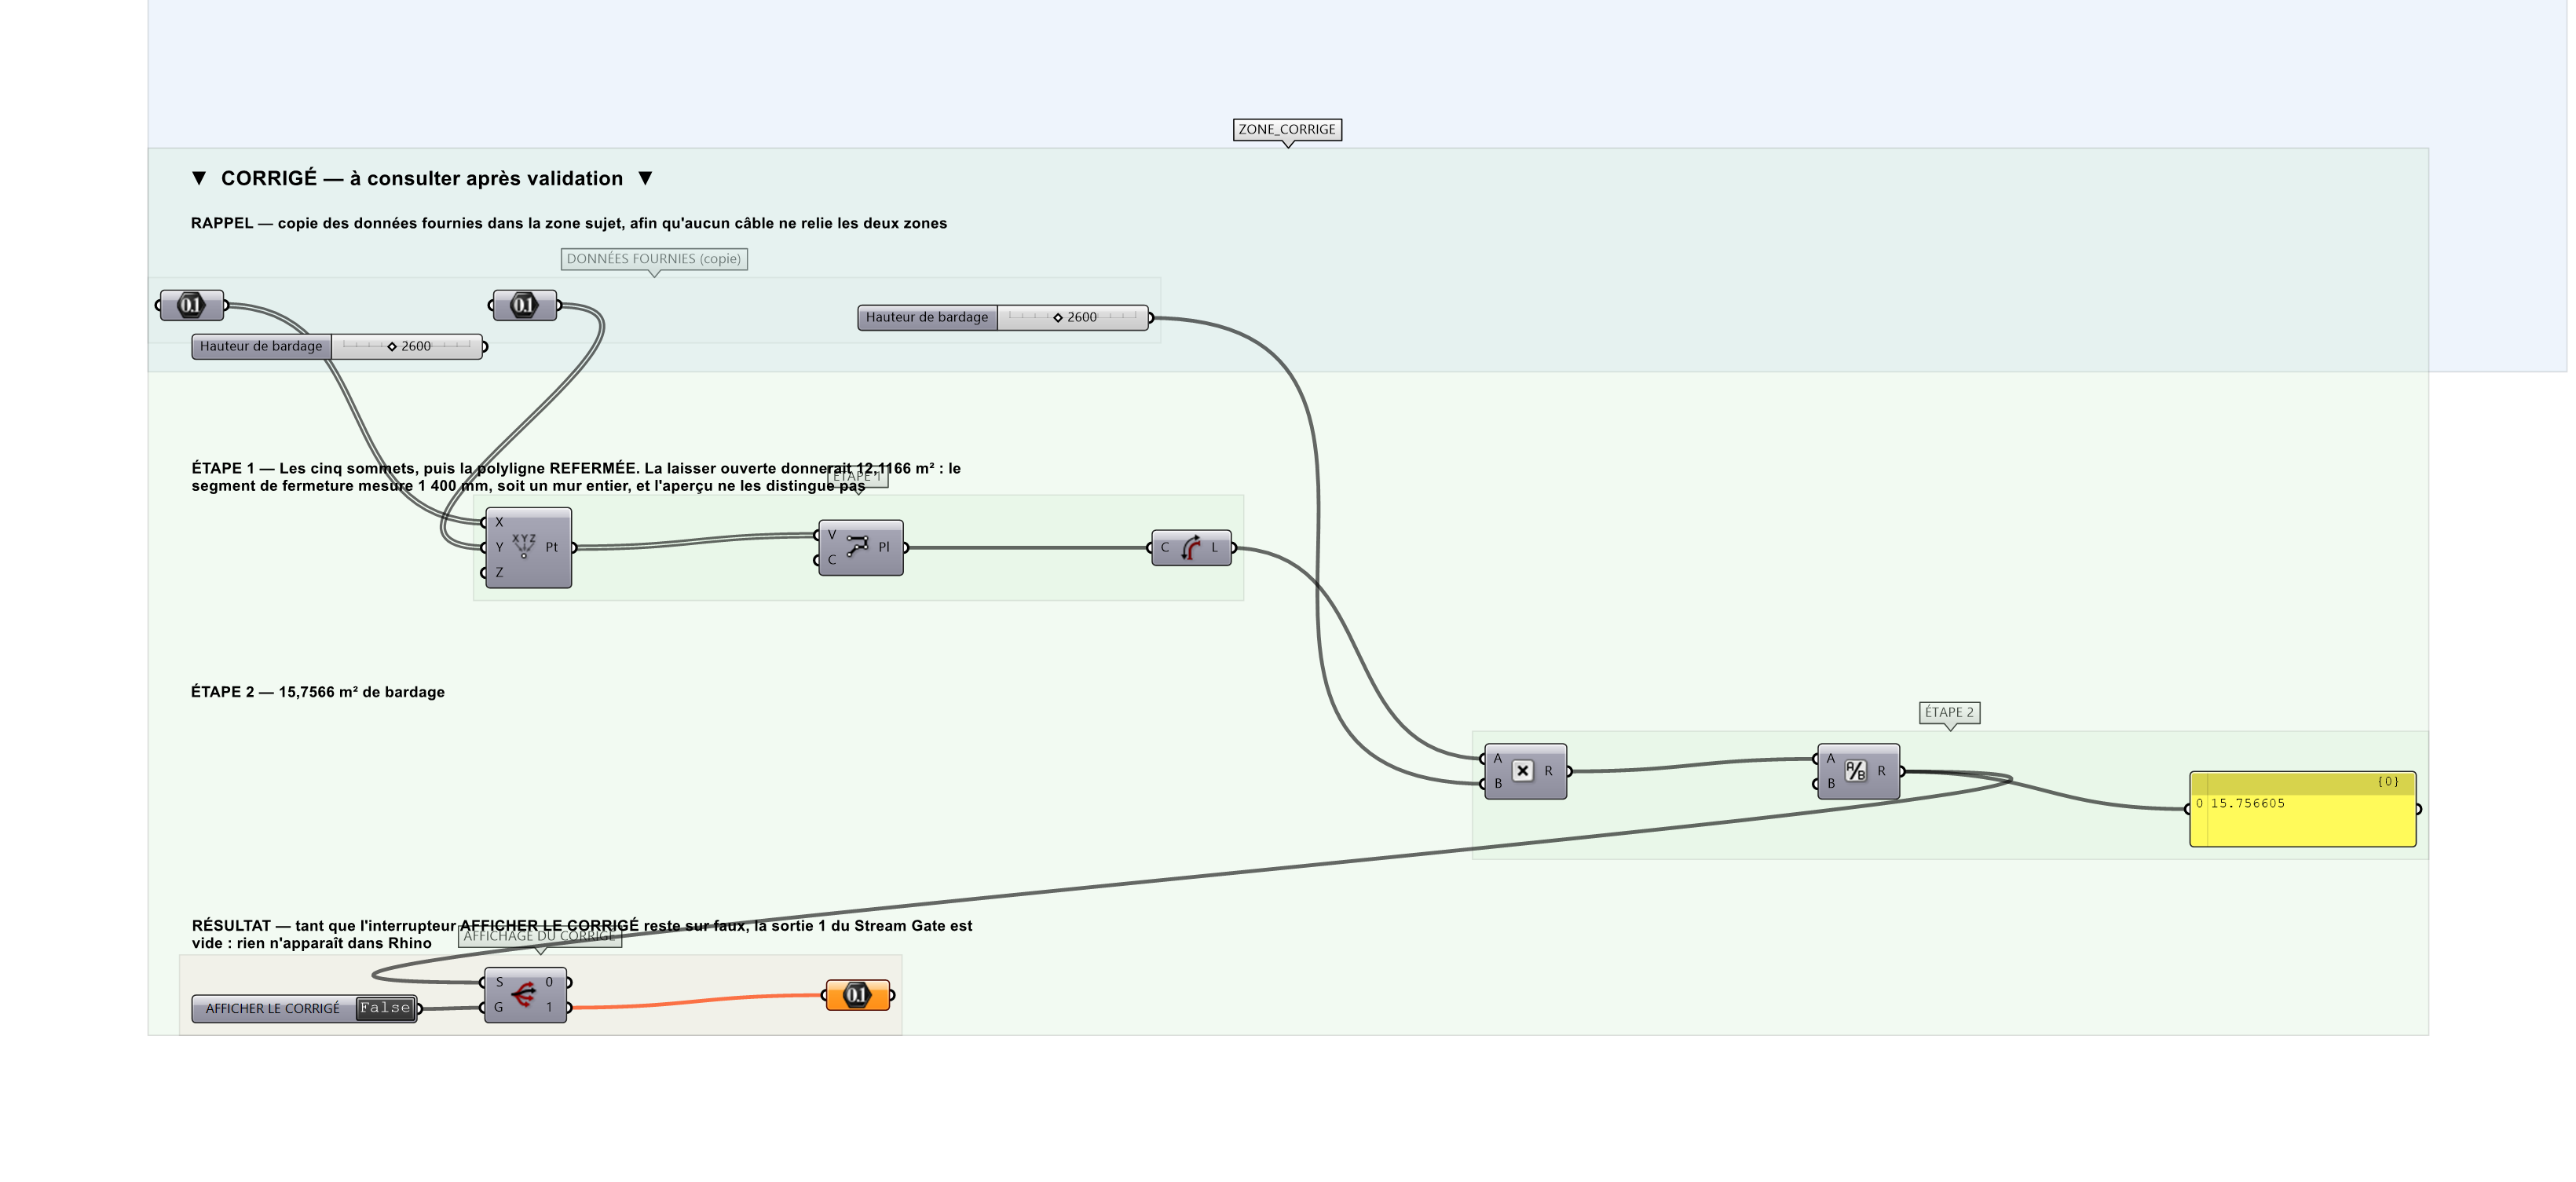 ZONE_CORRIGE
▼ CORRIGÉ — à consulter après validation ▼
RAPPEL — copie des données fournies dans la zone sujet, afin qu'aucun câble ne relie les deux zones
DONNÉES FOURNIES (copie)
0.1
0.1
Hauteur de bardage 2600
Hauteur de bardage 2600
ÉTAPE 1 — Les cinq sommets, puis la polyligne REFERMÉE. La laisser ouverte donnerait 12,1166 m² : le
segment de fermeture mesure 1 400 mm, soit un mur entier, et l'aperçu ne les distingue pas
ÉTAPE 1
X
Y
Z
XYZ
Pt
V
C
Pl
C
L
ÉTAPE 2 — 15,7566 m² de bardage
ÉTAPE 2
A
B
R
A
B
A/B
R
{0}
0 15.756605
RÉSULTAT — tant que l'interrupteur AFFICHER LE CORRIGÉ reste sur faux, la sortie 1 du Stream Gate est
vide : rien n'apparaît dans Rhino
AFFICHAGE DU CORRIGÉ
AFFICHER LE CORRIGÉ False
S
G
0
1
0.1